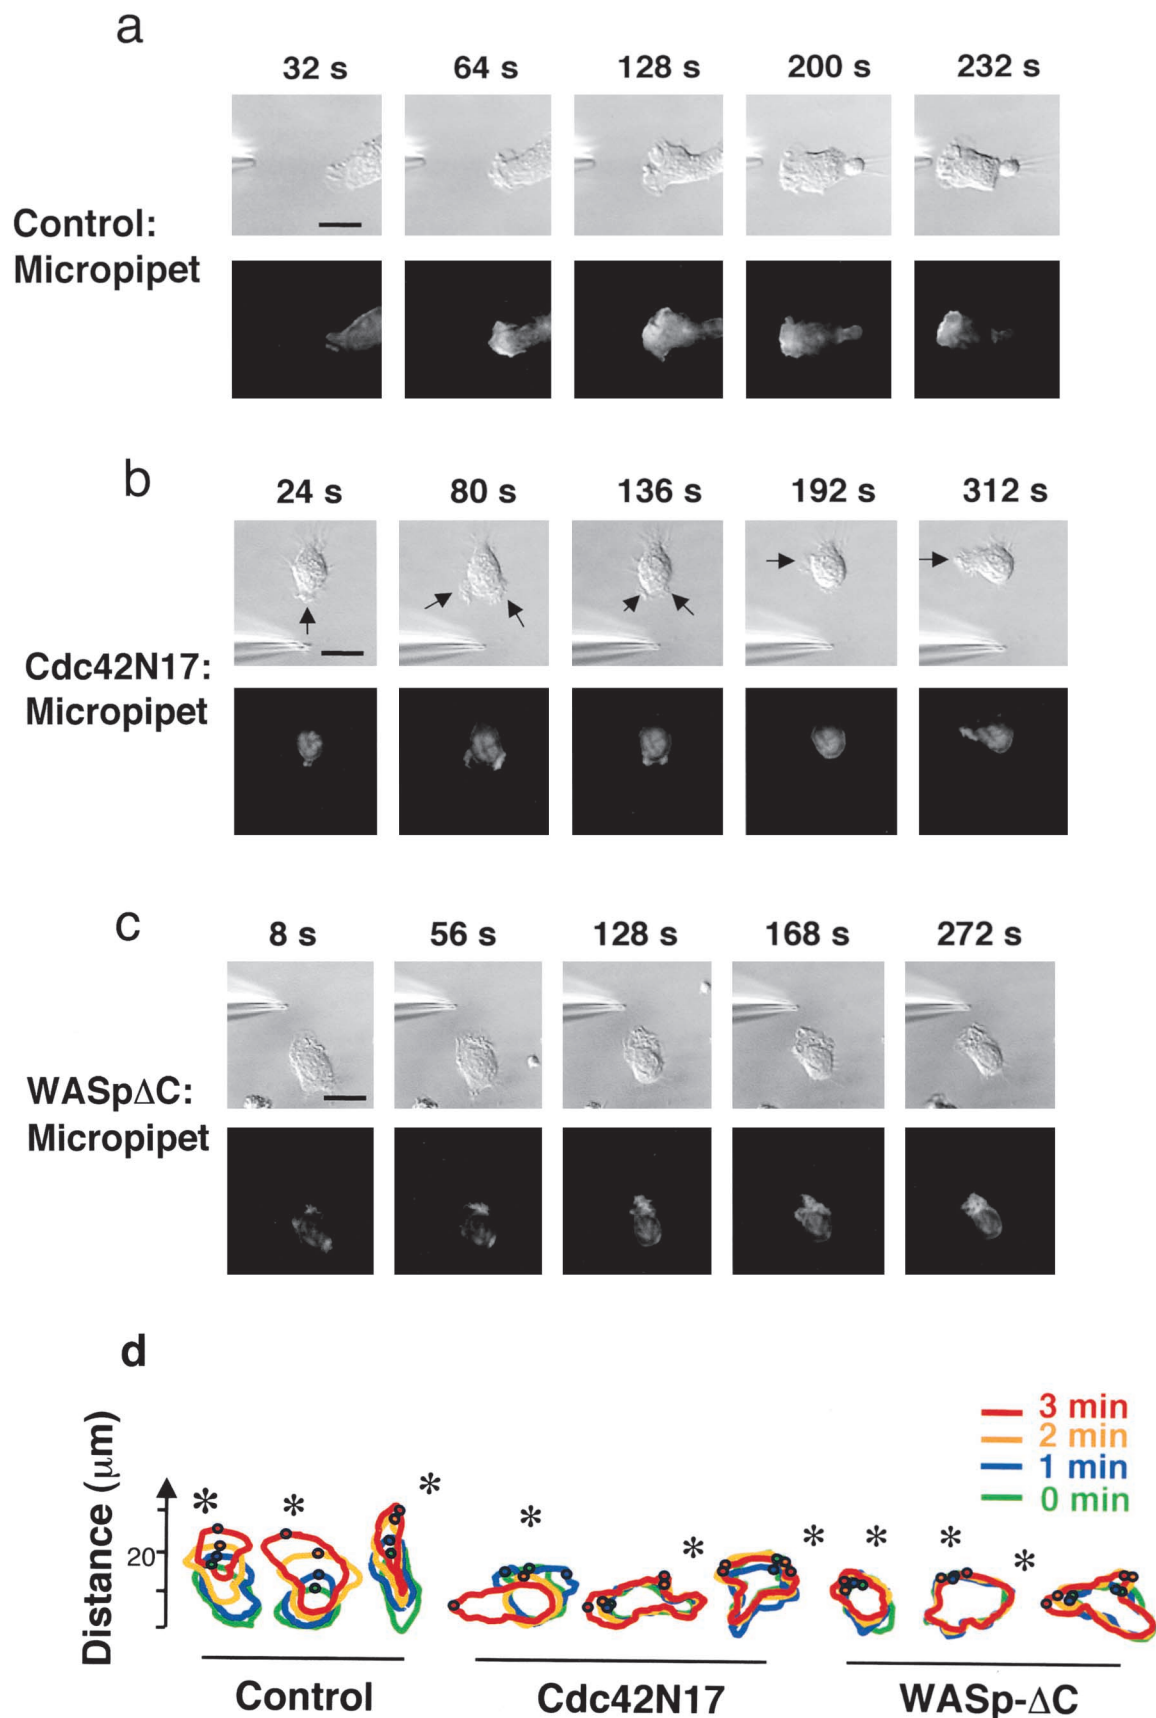 a
32 s 64 s 128 s 200 s 232 s
Control:
Micropipet
b
24 s 80 s 136 s 192 s 312 s
Cdc42N17:
Micropipet
c
8 s 56 s 128 s 168 s 272 s
WASpΔC:
Micropipet
d
3 min
2 min
1 min
0 min
Distance (μm)
20
* * * * * * * * *
Control Cdc42N17 WASp-ΔC